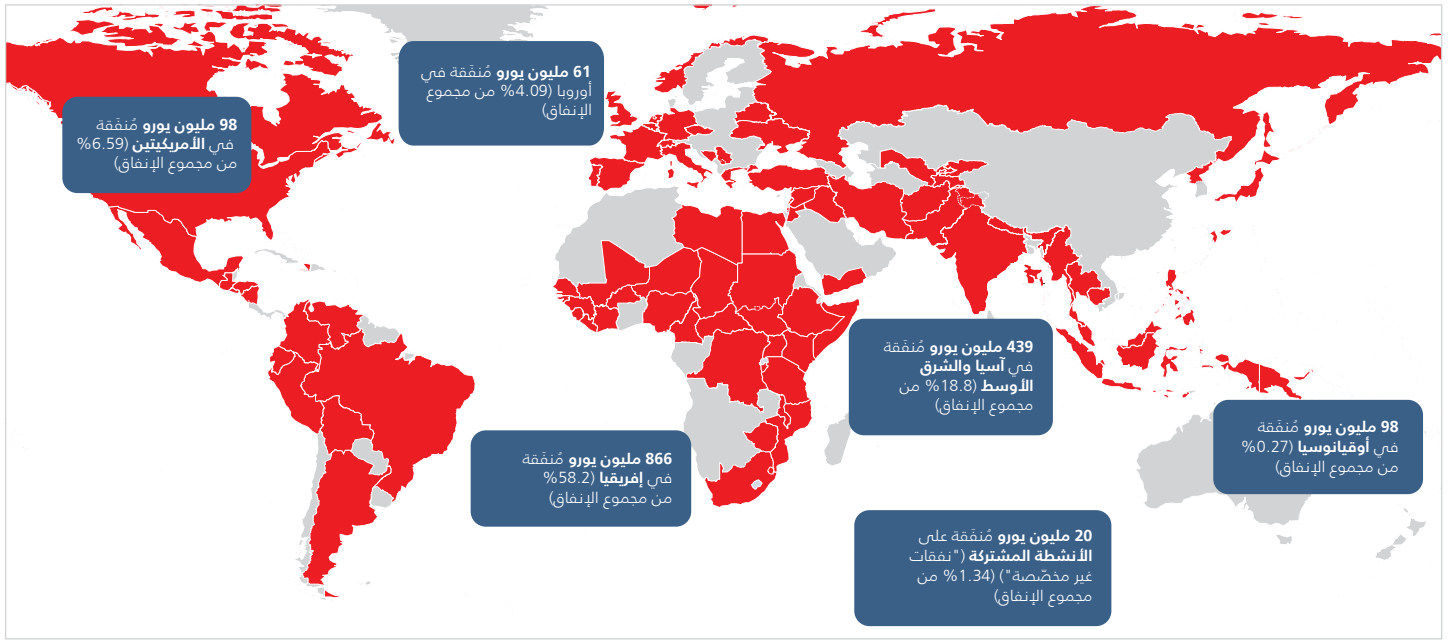 61 مليون يورو مُنفَقة في
أوروبا (4.09% من مجموع
الإنفاق)
98 مليون يورو مُنفَقة
في الأمريكيتين (6.59%
من مجموع الإنفاق)
439 مليون يورو مُنفَقة
في آسيا والشرق
الأوسط (18.8% من
مجموع الإنفاق)
98 مليون يورو مُنفَقة
في أوقيانوسيا (0.27%
من مجموع الإنفاق)
866 مليون يورو مُنفَقة
في إفريقيا (58.2%
من مجموع الإنفاق)
20 مليون يورو مُنفَقة على
الأنشطة المشتركة ("نفقات
غير مخصّصة") (1.34% من
مجموع الإنفاق)